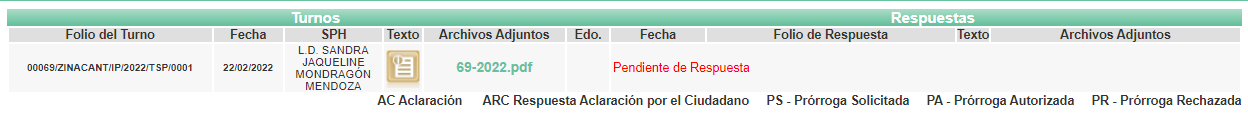 Turnos Respuestas
Folio del Turno Fecha SPH Texto Archivos Adjuntos Edo. Fecha Folio de Respuesta Texto Archivos Adjuntos
00069/ZINACANT/IP/2022/TSP/0001 22/02/2022 L.D. SANDRA
JAQUELINE
MONDRAGÓN
MENDOZA 69-2022.pdf Pendiente de Respuesta
AC Aclaración ARC Respuesta Aclaración por el Ciudadano PS - Prórroga Solicitada PA - Prórroga Autorizada PR - Prórroga Rechazada